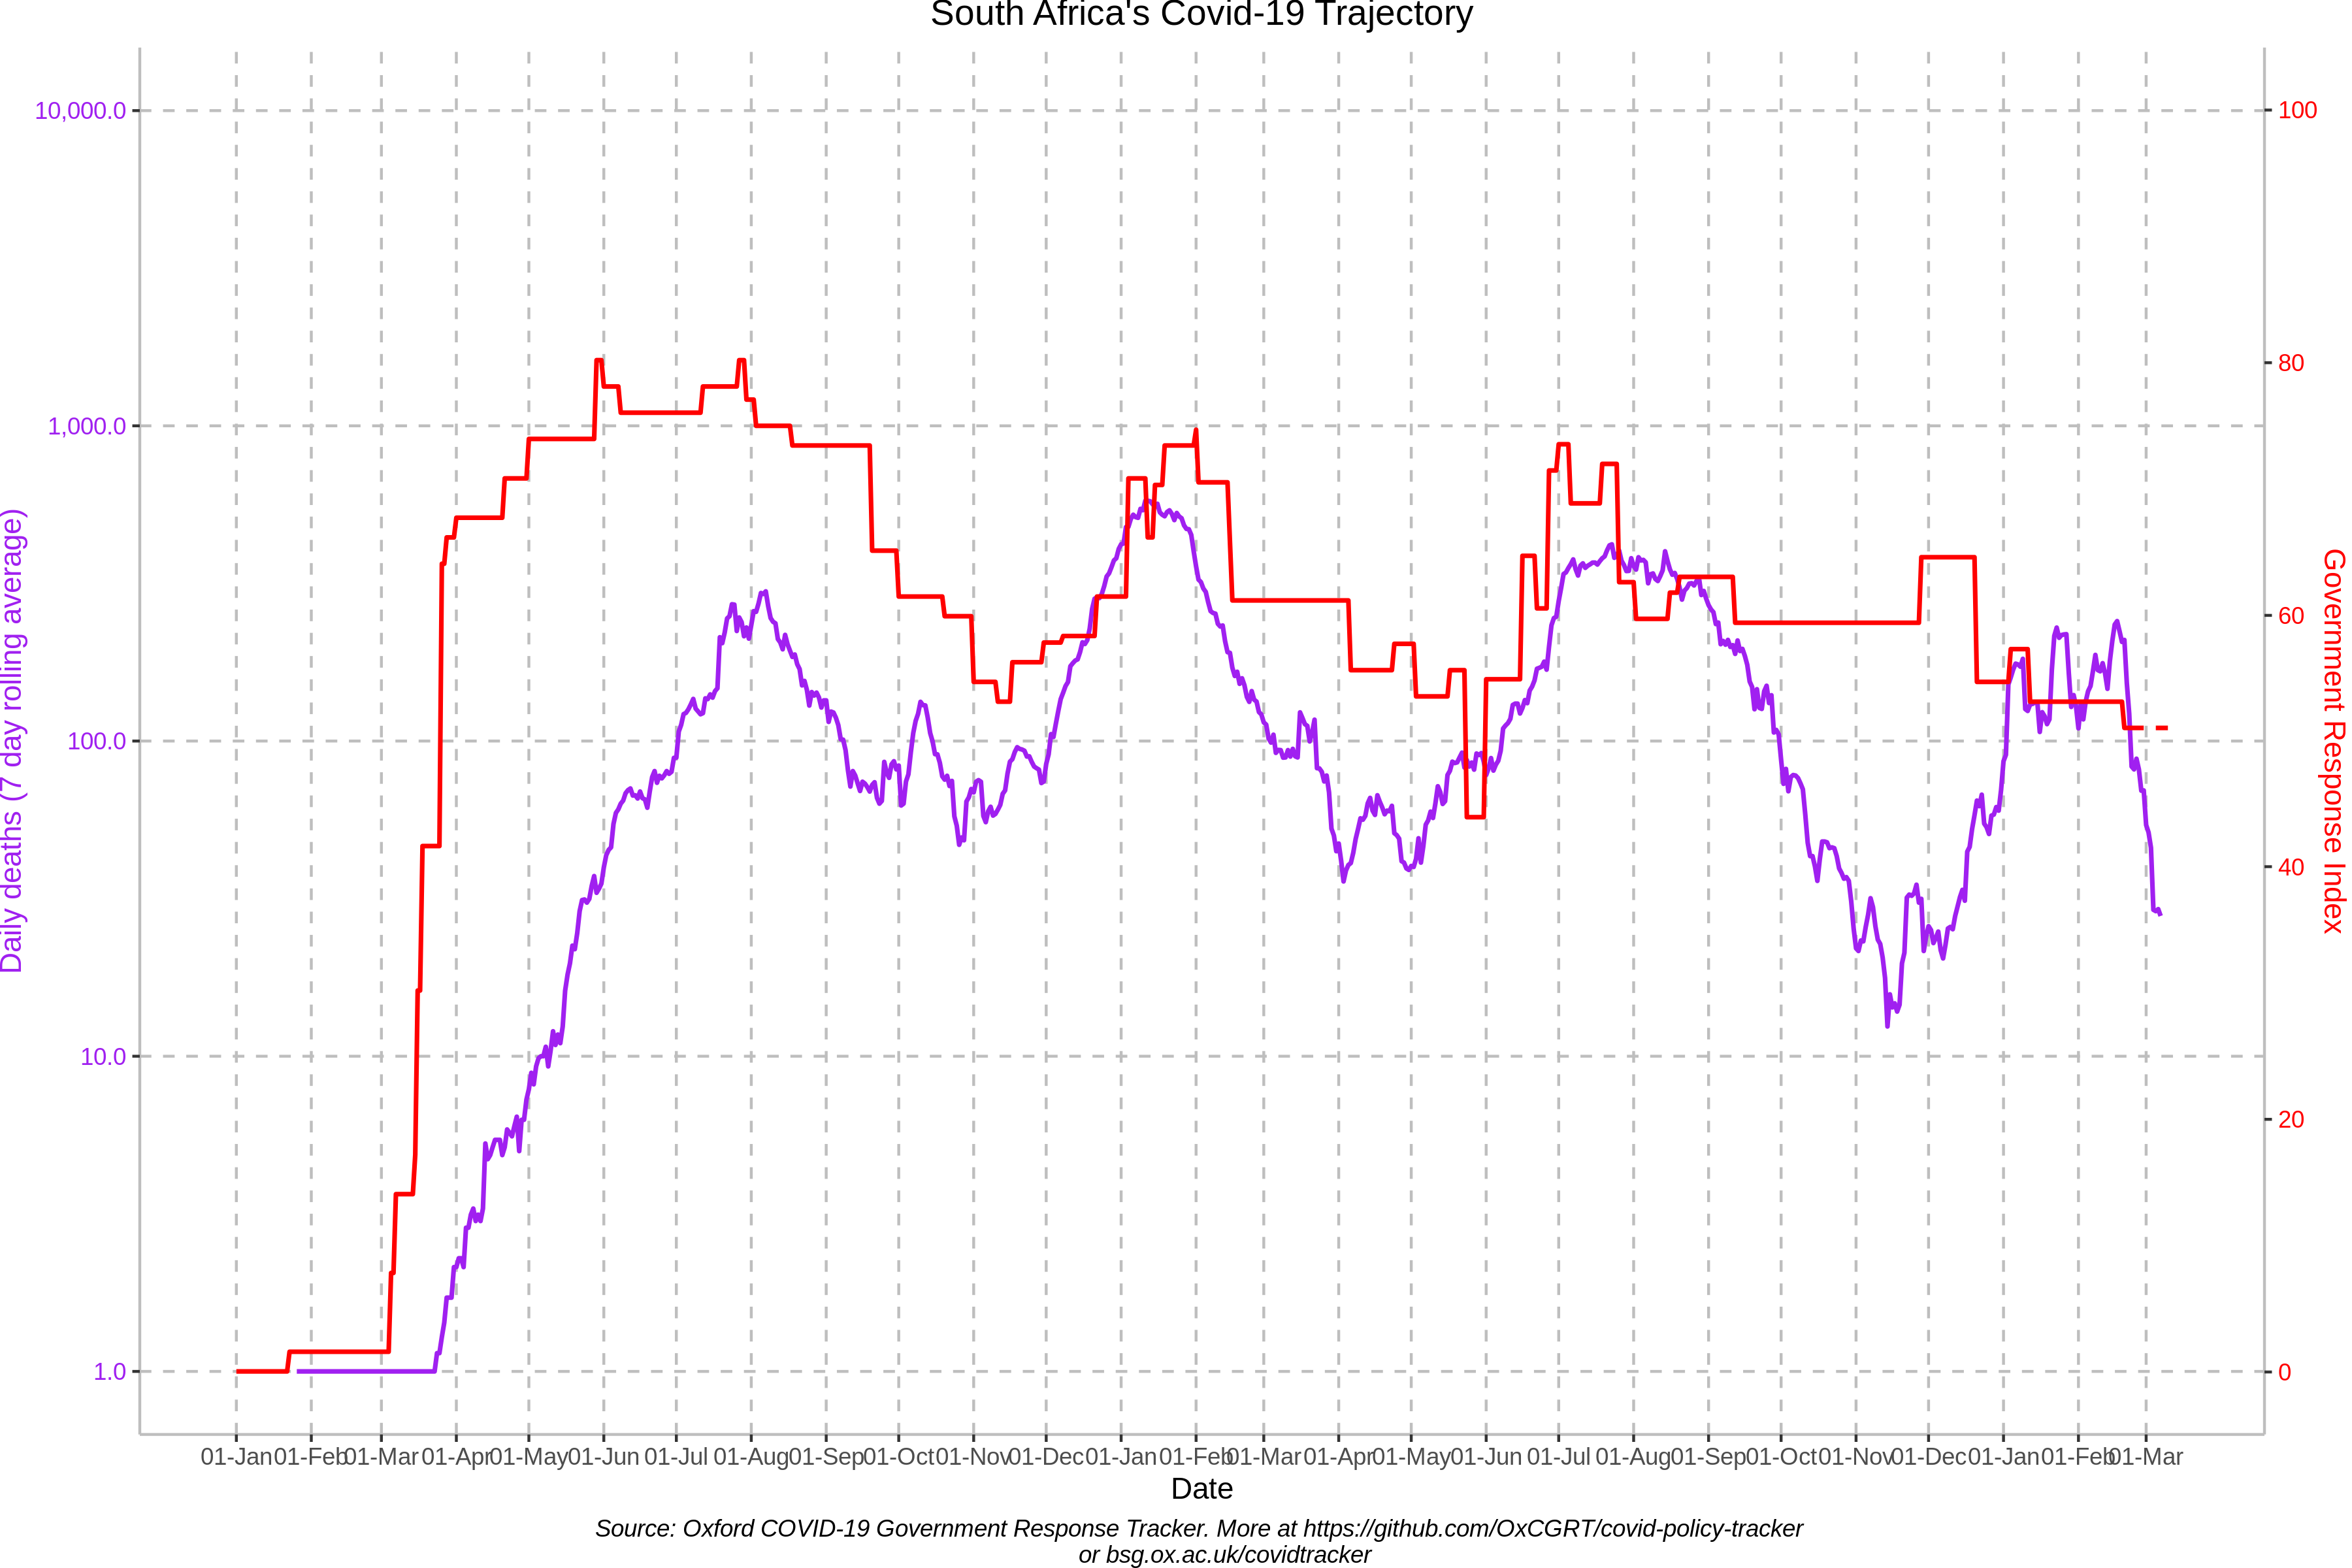 South Africa's Covid-19 Trajectory
Daily deaths (7 day rolling average)
10,000.0
1,000.0
100.0
10.0
1.0
100
80
60
40
20
0
Government Response Index
01-Jan 01-Feb 01-Mar 01-Apr 01-May 01-Jun 01-Jul 01-Aug 01-Sep 01-Oct 01-Nov 01-Dec 01-Jan 01-Feb 01-Mar 01-Apr 01-May 01-Jun 01-Jul 01-Aug 01-Sep 01-Oct 01-Nov 01-Dec 01-Jan 01-Feb 01-Mar
Date
Source: Oxford COVID-19 Government Response Tracker. More at https://github.com/OxCGRT/covid-policy-tracker
or bsg.ox.ac.uk/covidtracker